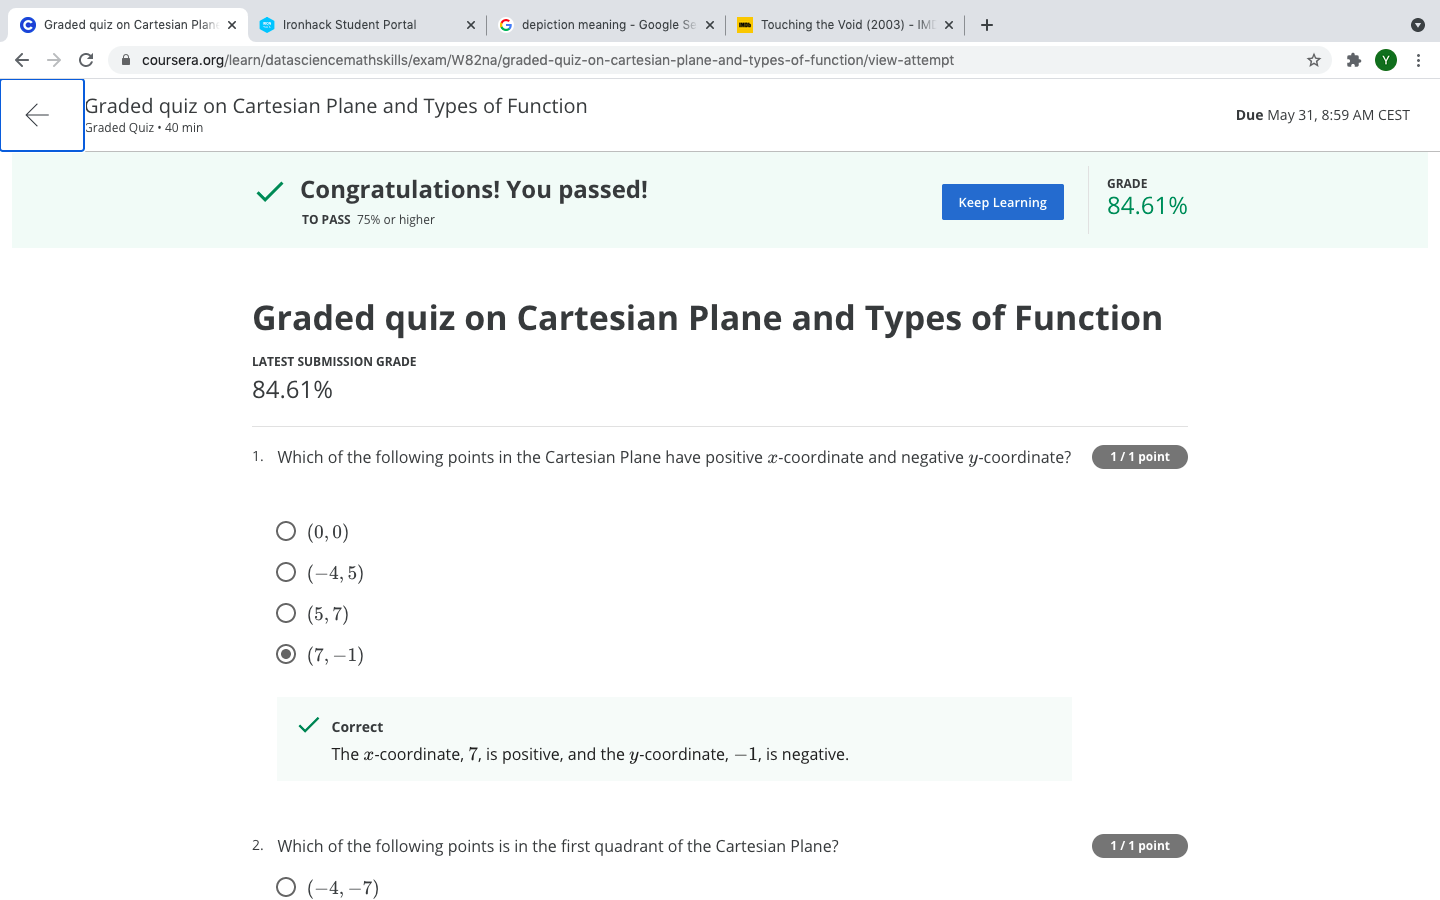 Graded quiz on Cartesian Plan
Ironhack Student Portal
depiction meaning - Google Se
Touching the Void (2003) - IMD
coursera.org/learn/datasciencemathskills/exam/W82na/graded-quiz-on-cartesian-plane-and-types-of-function/view-attempt
Y
Graded quiz on Cartesian Plane and Types of Function
Graded Quiz • 40 min
Due May 31, 8:59 AM CEST
Congratulations! You passed!
TO PASS 75% or higher
Keep Learning
GRADE
84.61%
Graded quiz on Cartesian Plane and Types of Function
LATEST SUBMISSION GRADE
84.61%
1. Which of the following points in the Cartesian Plane have positive x-coordinate and negative y-coordinate?
1 / 1 point
(0, 0)
(−4, 5)
(5, 7)
(7, −1)
Correct
The x-coordinate, 7, is positive, and the y-coordinate, −1, is negative.
2. Which of the following points is in the first quadrant of the Cartesian Plane?
1 / 1 point
(−4, −7)